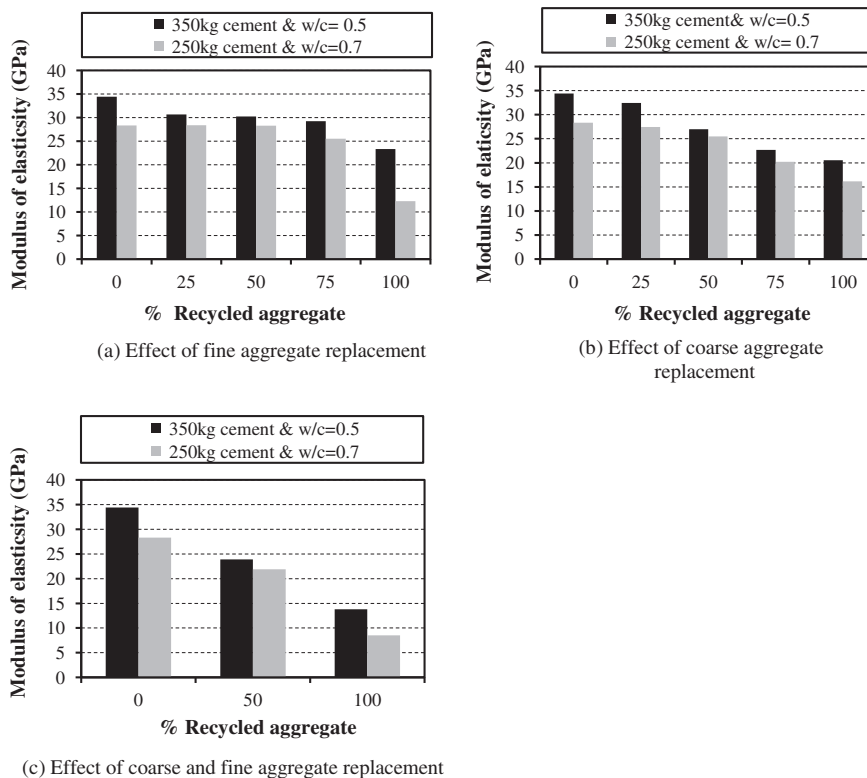 350kg cement & w/c= 0.5
250kg cement & w/c=0.7
Modulus of elaticsity (GPa)
40
35
30
25
20
15
10
5
0
0 25 50 75 100
% Recycled aggregate
(a) Effect of fine aggregate replacement
350kg cement& w/c=0.5
250kg cement & w/c= 0.7
Modulus of elaticsity (GPa)
40
35
30
25
20
15
10
5
0
0 25 50 75 100
% Recycled aggregate
(b) Effect of coarse aggregate
replacement
350kg cement & w/c=0.5
250kg cement & w/c=0.7
Modulus of elasticsity (GPa)
40
35
30
25
20
15
10
5
0
0 50 100
% Recycled aggregate
(c) Effect of coarse and fine aggregate replacement